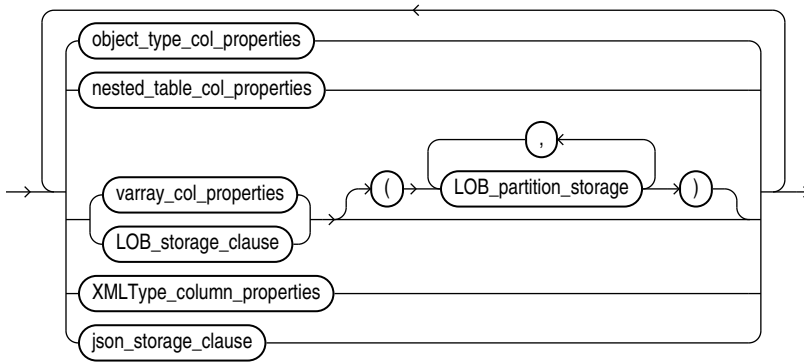 object_type_col_properties
nested_table_col_properties
,
varray_col_properties
( LOB_partition_storage )
LOB_storage_clause
XMLType_column_properties
json_storage_clause